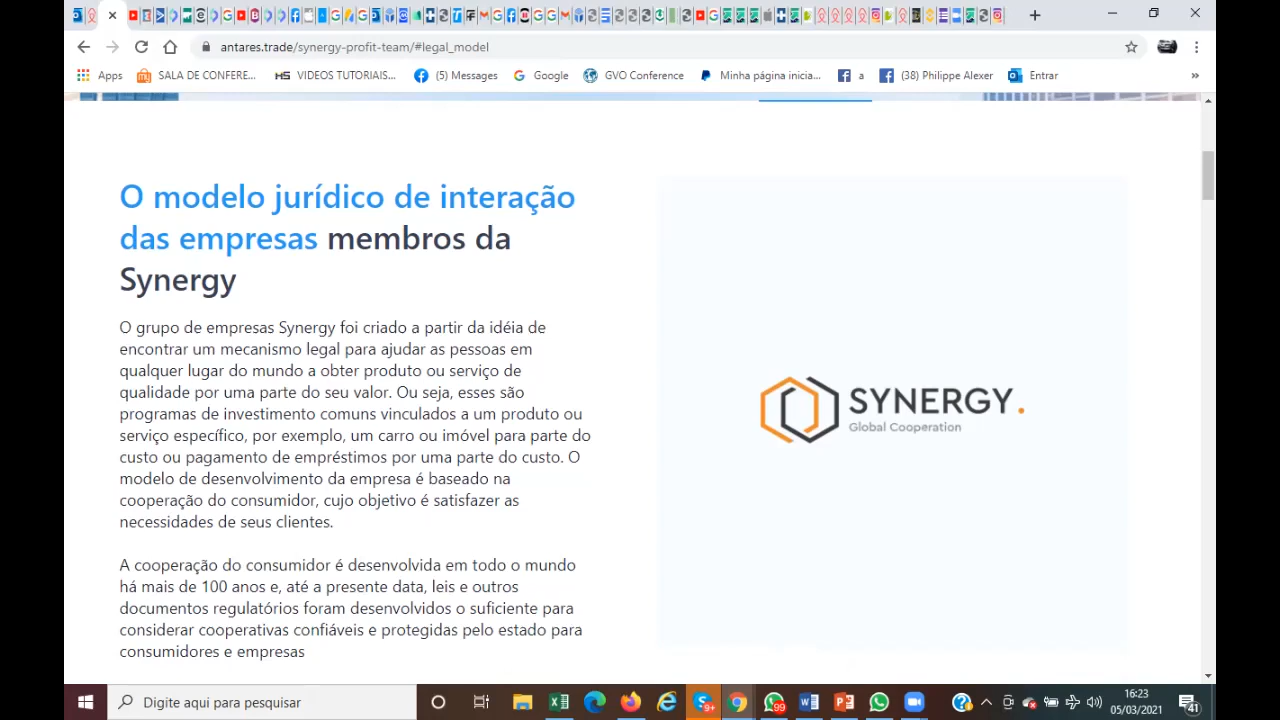 antares.trade/synergy-profit-team/#legal_model
Apps SALA DE CONFERE... HS VIDEOS TUTORIAIS... (5) Messages Google GVO Conference Minha página inicia... a (38) Philippe Alexer Entrar »
O modelo jurídico de interação
das empresas membros da
Synergy
O grupo de empresas Synergy foi criado a partir da idéia de
encontrar um mecanismo legal para ajudar as pessoas em
qualquer lugar do mundo a obter produto ou serviço de
qualidade por uma parte do seu valor. Ou seja, esses são
programas de investimento comuns vinculados a um produto ou
serviço específico, por exemplo, um carro ou imóvel para parte do
custo ou pagamento de empréstimos por uma parte do custo. O
modelo de desenvolvimento da empresa é baseado na
cooperação do consumidor, cujo objetivo é satisfazer as
necessidades de seus clientes.
A cooperação do consumidor é desenvolvida em todo o mundo
há mais de 100 anos e, até a presente data, leis e outros
documentos regulatórios foram desenvolvidos o suficiente para
considerar cooperativas confiáveis e protegidas pelo estado para
consumidores e empresas
SYNERGY.
Global Cooperation
Digite aqui para pesquisar
16:23
05/03/2021
41